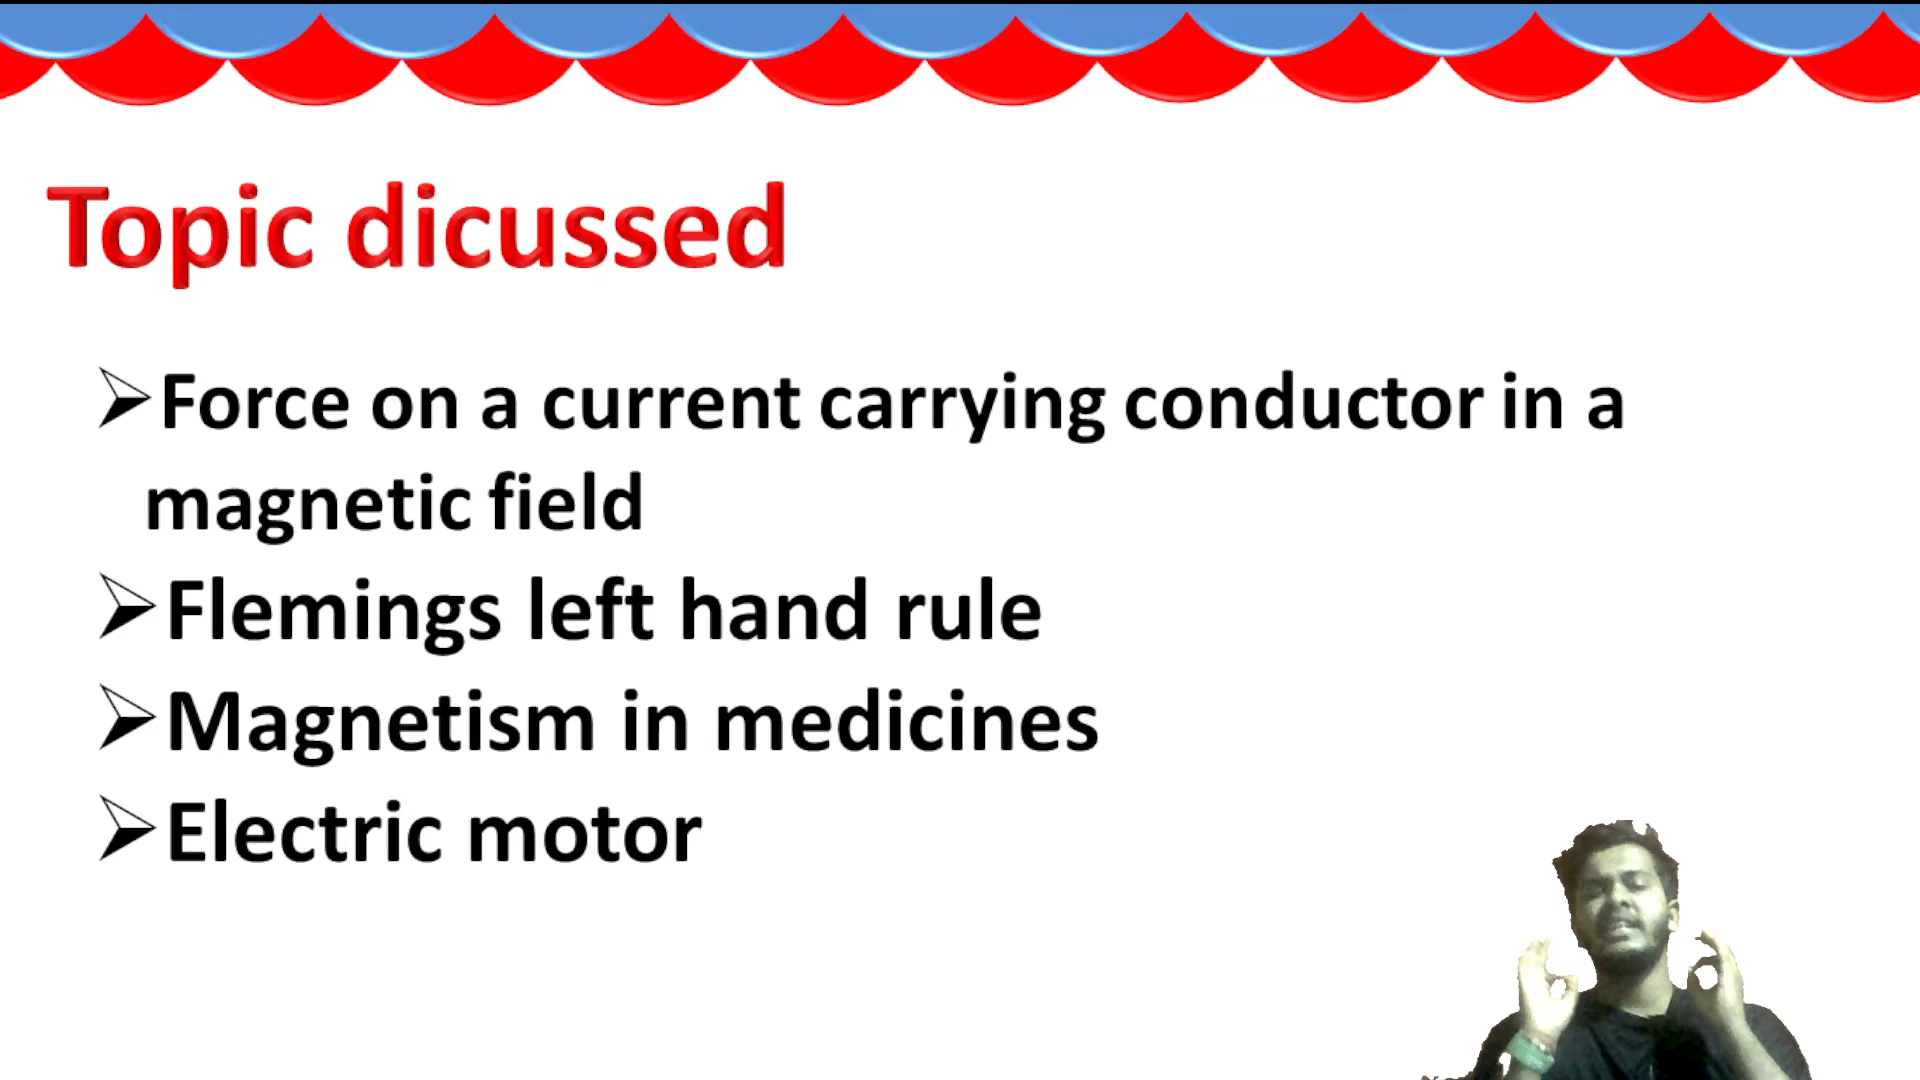 Topic dicussed
Force on a current carrying conductor in a
magnetic field
Flemings left hand rule
Magnetism in medicines
Electric motor